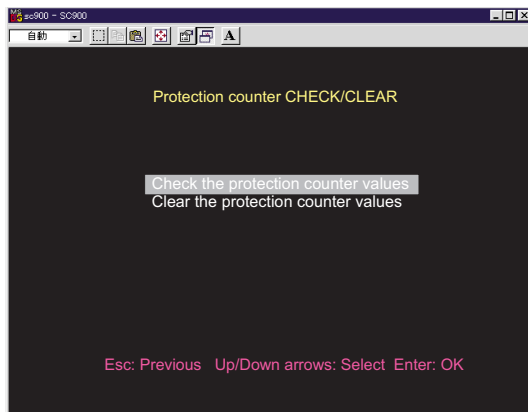 sc900 - SC900
自動
A
Protection counter CHECK/CLEAR
Check the protection counter values
Clear the protection counter values
Esc: Previous Up/Down arrows: Select Enter: OK